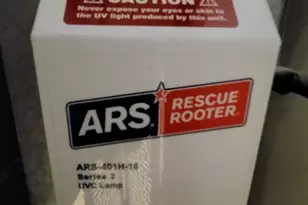 CAUTION
Never expose your eyes or skin to
the UV light produced by this unit.
ARS RESCUE
ROOTER
ARS-401H-16
Series 2
UVC Lamp